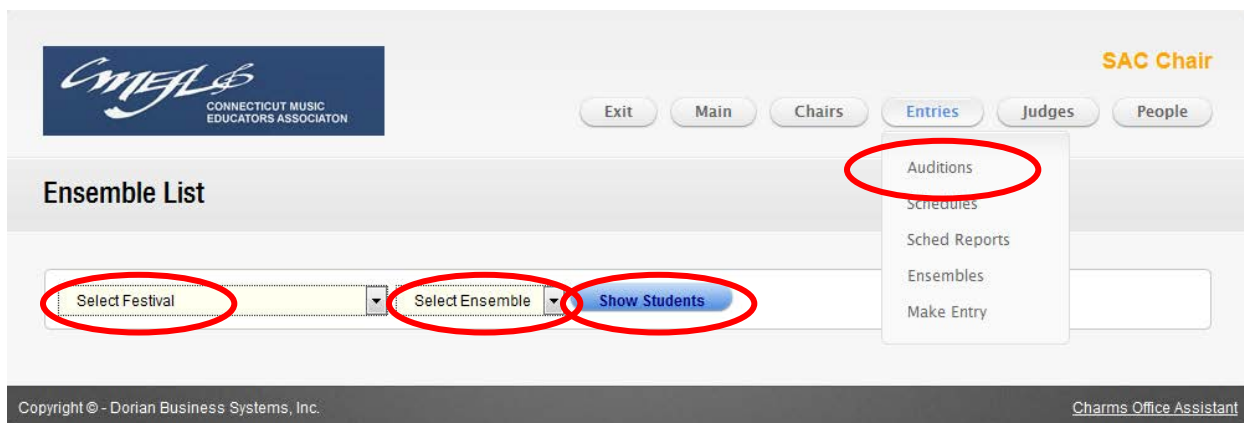 CMEA
CONNECTICUT MUSIC
EDUCATORS ASSOCIATON
SAC Chair
Exit Main Chairs Entries Judges People
Auditions
Schedules
Sched Reports
Ensembles
Make Entry
Ensemble List
Select Festival Select Ensemble Show Students
Copyright © - Dorian Business Systems, Inc. Charms Office Assistant